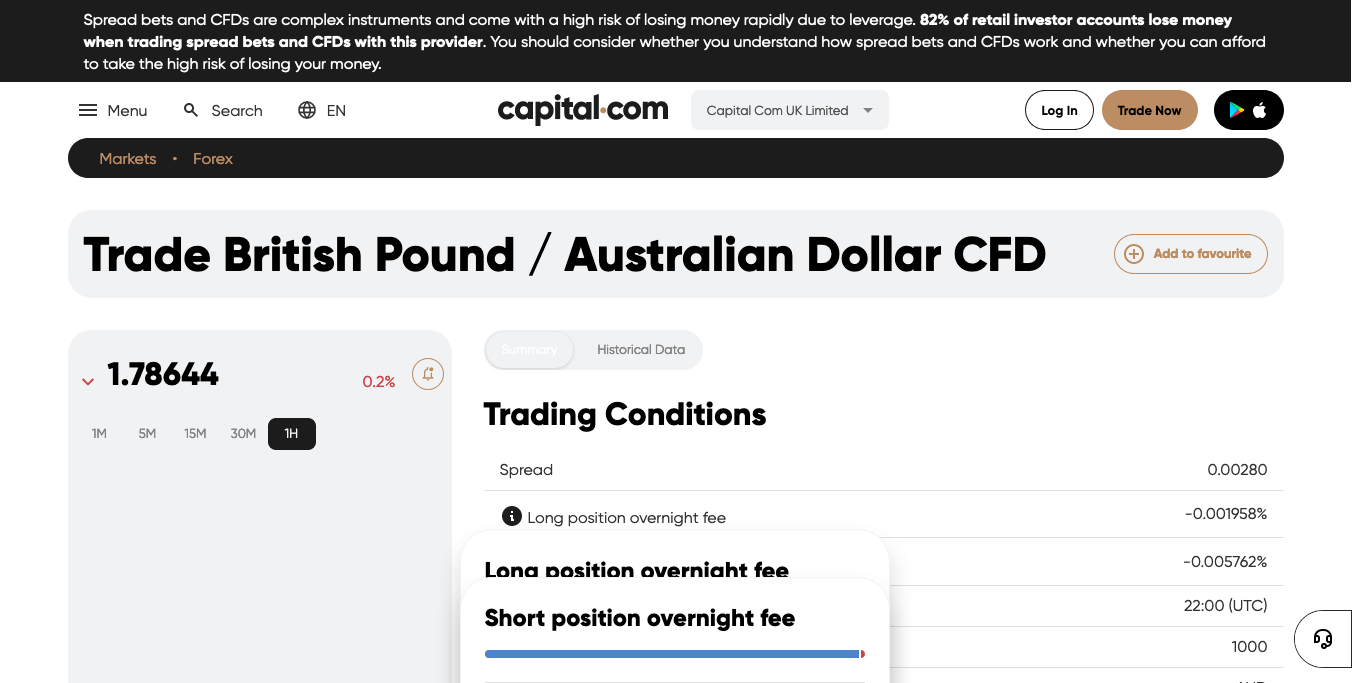 Spread bets and CFDs are complex instruments and come with a high risk of losing money rapidly due to leverage. 82% of retail investor accounts lose money
when trading spread bets and CFDs with this provider. You should consider whether you understand how spread bets and CFDs work and whether you can afford
to take the high risk of losing your money.
Menu
Search
EN
capital.com
Capital Com UK Limited
Log In
Trade Now
Markets • Forex
Trade British Pound / Australian Dollar CFD
Add to favourite
1.78644
0.2%
1M
5M
15M
30M
1H
Summary
Historical Data
Trading Conditions
Spread
0.00280
Long position overnight fee
-0.001958%
Long position overnight fee
-0.005762%
Short position overnight fee
22:00 (UTC)
1000